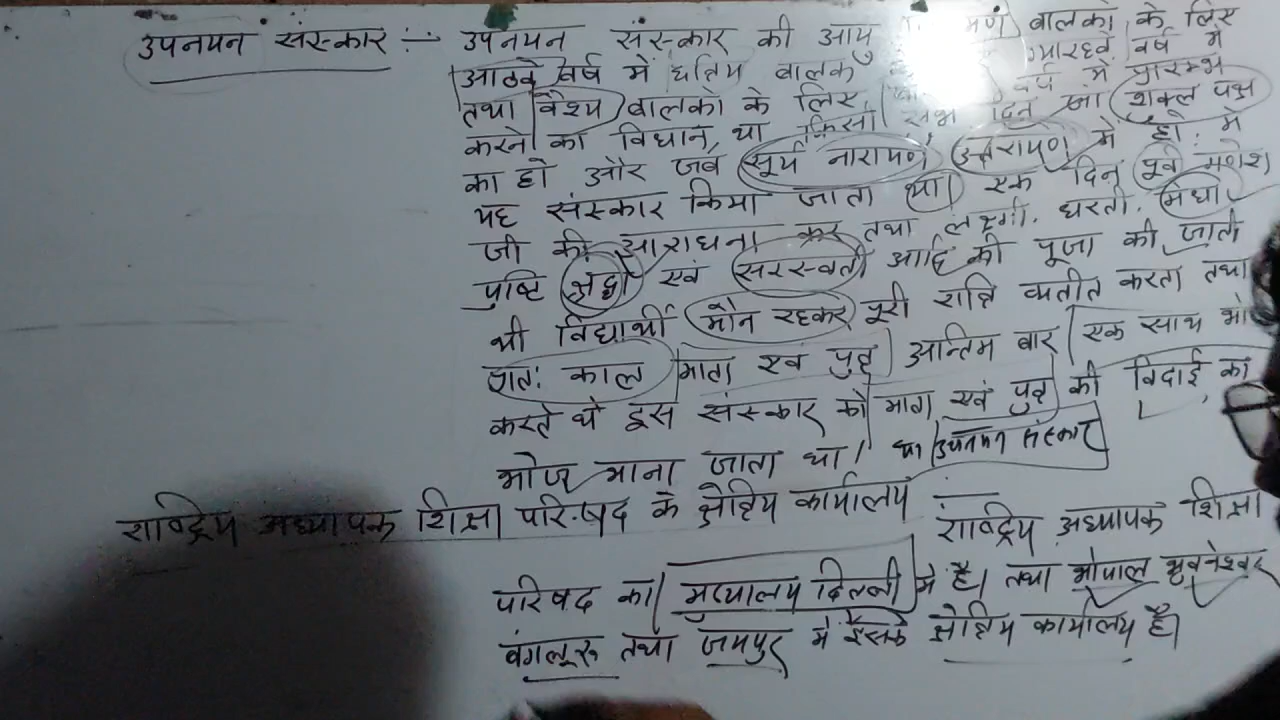 उपनयन संस्कार :- उपनयन संस्कार की आयु बालको के लिए
आठवे वर्ष में क्षत्रिय बालक ग्यारहवें वर्ष में
तथा वैश्य बालको के लिए वर्ष में प्रारम्भ
करने का विधान था किसी शुभ दिन जो शुक्ल पक्ष
का हो और जब सूर्य नारायण उत्तरायण में हो। में
यह संस्कार किया जाता था। एक दिन पूर्व गणेश
जी की आराधना कर तथा लक्ष्मी, धरती, मेधा
पुष्टि श्रद्धा एवं सरस्वती आदि की पूजा की जाती
थी विद्यार्थी मौन रहकर पूरी रात्रि व्यतीत करता तथा
प्रातः काल माता एवं पुत्र अन्तिम बार एक साथ भो
करते थे इस संस्कार को माता एवं पुत्र की विदाई का
भोज माना जाता था। था उपनयन संस्कार
राष्ट्रिय अध्यापक शिक्षा परिषद के क्षेत्रिय कार्यालय :- राष्ट्रिय अध्यापक शिक्षा
परिषद का मुख्यालय दिल्ली में है। तथा भोपाल भुवनेश्वर
बंगलूरू तथा जयपुर में इसके क्षेत्रिय कार्यालय है।